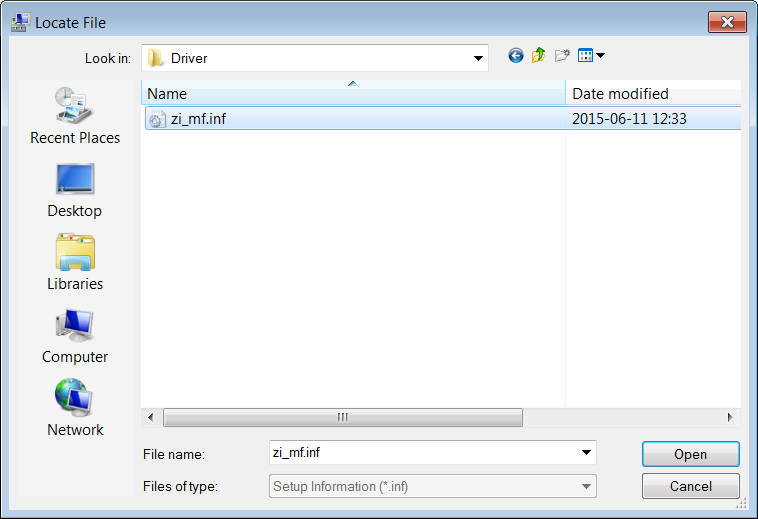 Locate File
Look in: Driver
Name Date modified
zi_mf.inf 2015-06-11 12:33
Recent Places
Desktop
Libraries
Computer
Network
File name: zi_mf.inf Open
Files of type: Setup Information (*.inf) Cancel